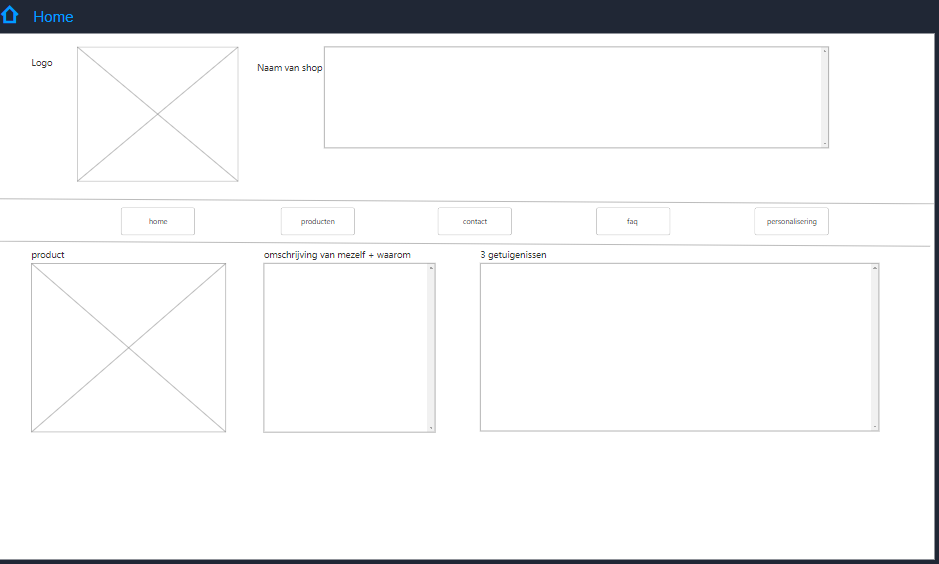 Home
Logo
Naam van shop
home
producten
contact
faq
personalisering
product
omschrijving van mezelf + waarom
3 getuigenissen